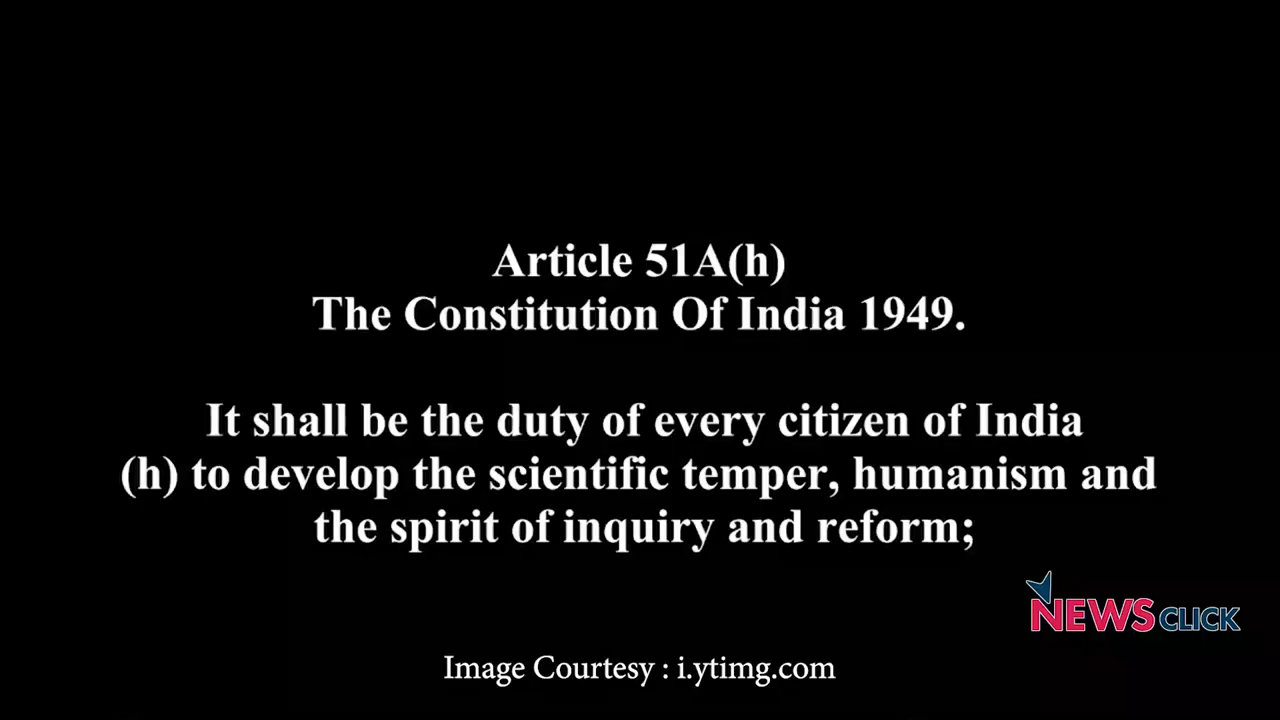 Article 51A(h)
The Constitution Of India 1949.
It shall be the duty of every citizen of India
(h) to develop the scientific temper, humanism and
the spirit of inquiry and reform;
NEWSCLICK
Image Courtesy : i.ytimg.com